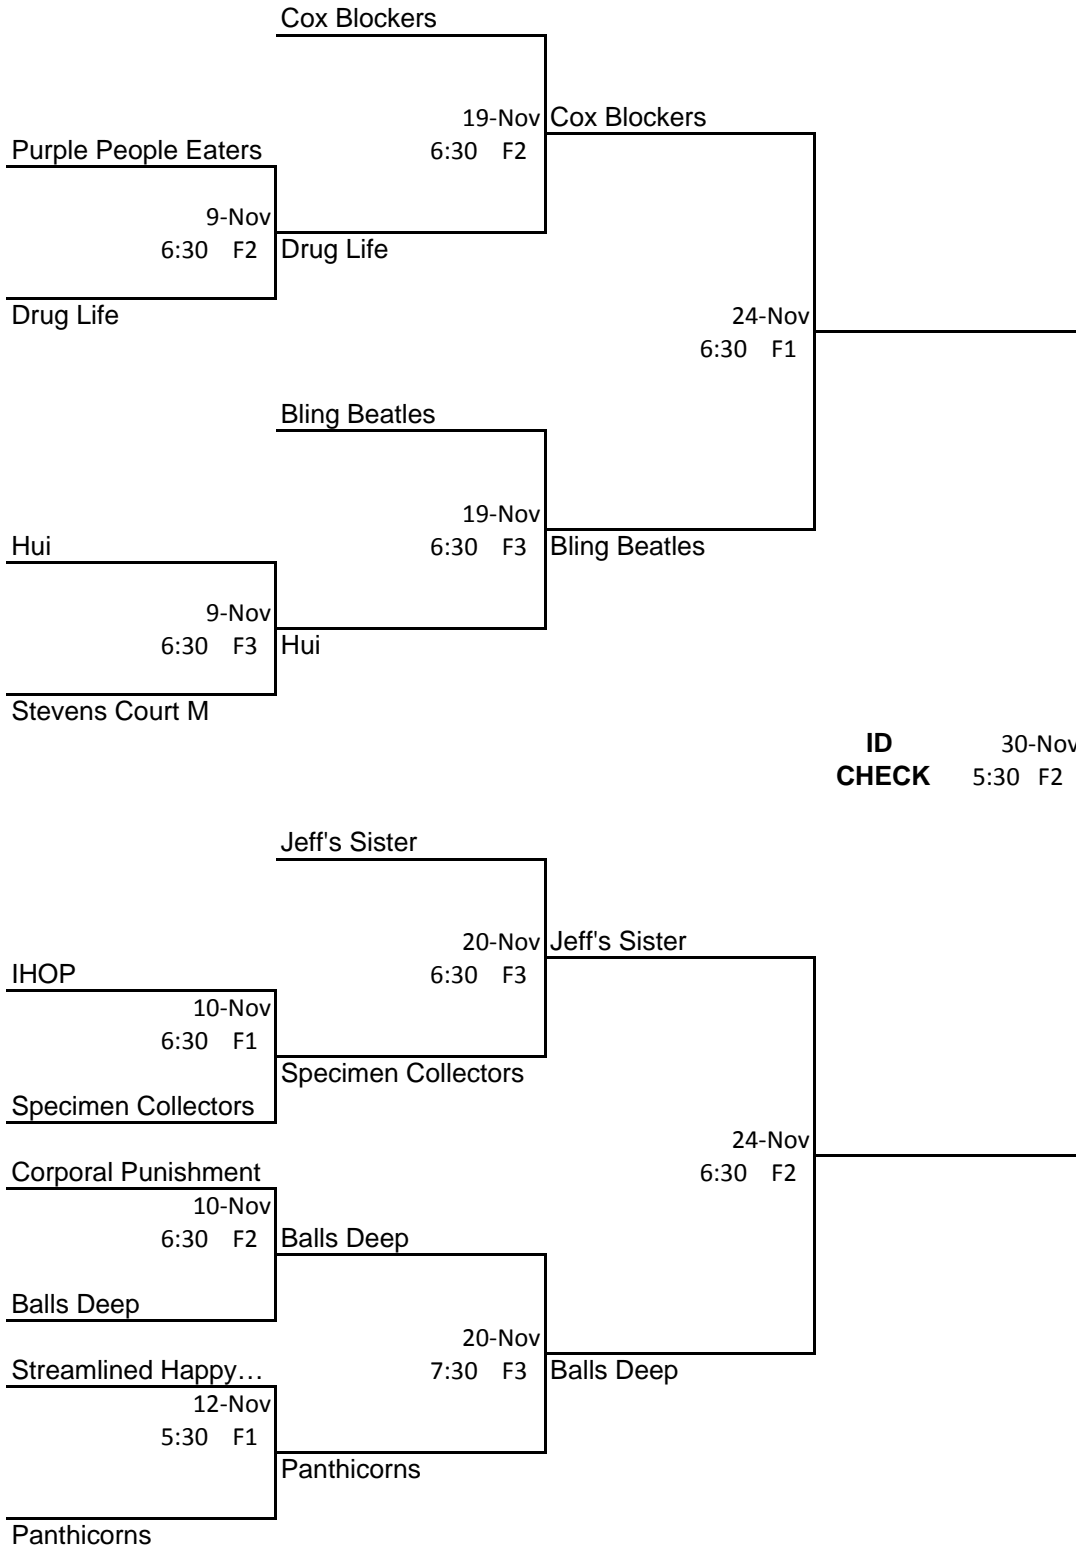 Cox Blockers
19-Nov Cox Blockers
Purple People Eaters 6:30 F2
9-Nov
6:30 F2 Drug Life
Drug Life
24-Nov
6:30 F1
Bling Beatles
19-Nov
Hui 6:30 F3 Bling Beatles
9-Nov
6:30 F3 Hui
Stevens Court M
ID 30-Nov
CHECK 5:30 F2
Jeff's Sister
20-Nov Jeff's Sister
IHOP 6:30 F3
10-Nov
6:30 F1
Specimen Collectors
Specimen Collectors
24-Nov
Corporal Punishment 6:30 F2
10-Nov
6:30 F2 Balls Deep
Balls Deep
20-Nov
Streamlined Happy… 7:30 F3 Balls Deep
12-Nov
5:30 F1
Panthicorns
Panthicorns